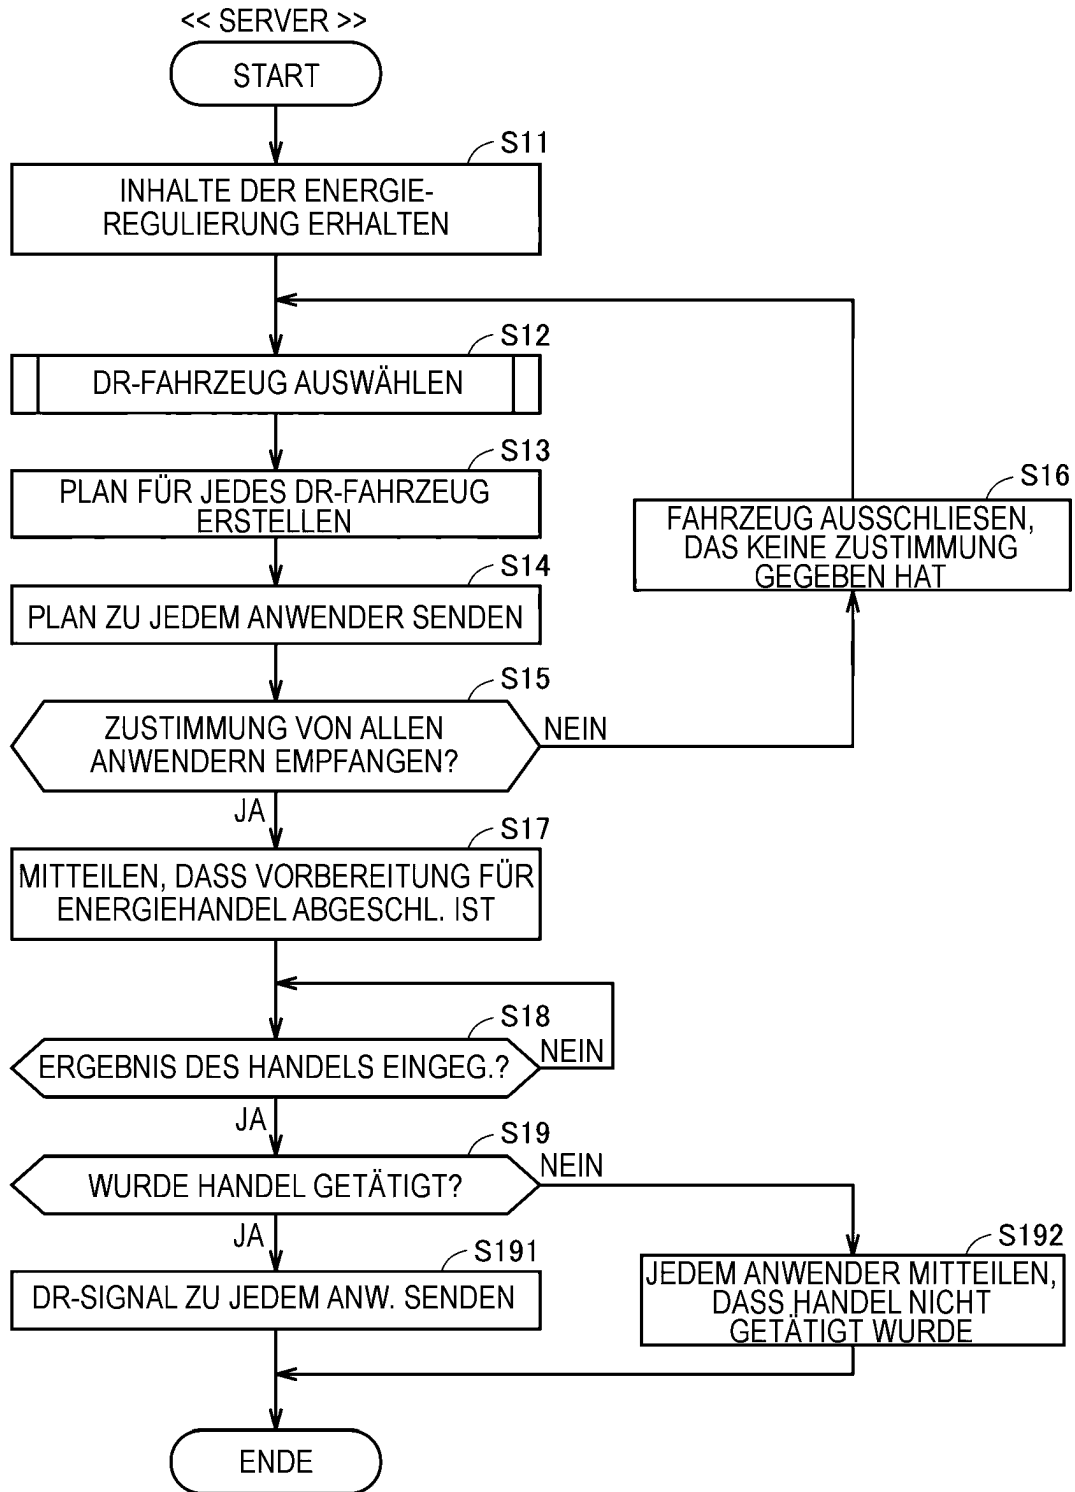 << SERVER >>
START
S11
INHALTE DER ENERGIE-
REGULIERUNG ERHALTEN
S12
DR-FAHRZEUG AUSWÄHLEN
S13
PLAN FÜR JEDES DR-FAHRZEUG
ERSTELLEN
S16
FAHRZEUG AUSSCHLIESEN,
DAS KEINE ZUSTIMMUNG
GEGEBEN HAT
S14
PLAN ZU JEDEM ANWENDER SENDEN
S15
ZUSTIMMUNG VON ALLEN
ANWENDERN EMPFANGEN?
NEIN
JA
S17
MITTEILEN, DASS VORBEREITUNG FÜR
ENERGIEHANDEL ABGESCHL. IST
S18
ERGEBNIS DES HANDELS EINGEG.?
NEIN
JA
S19
WURDE HANDEL GETÄTIGT?
NEIN
JA
S191
DR-SIGNAL ZU JEDEM ANW. SENDEN
S192
JEDEM ANWENDER MITTEILEN,
DASS HANDEL NICHT
GETÄTIGT WURDE
ENDE